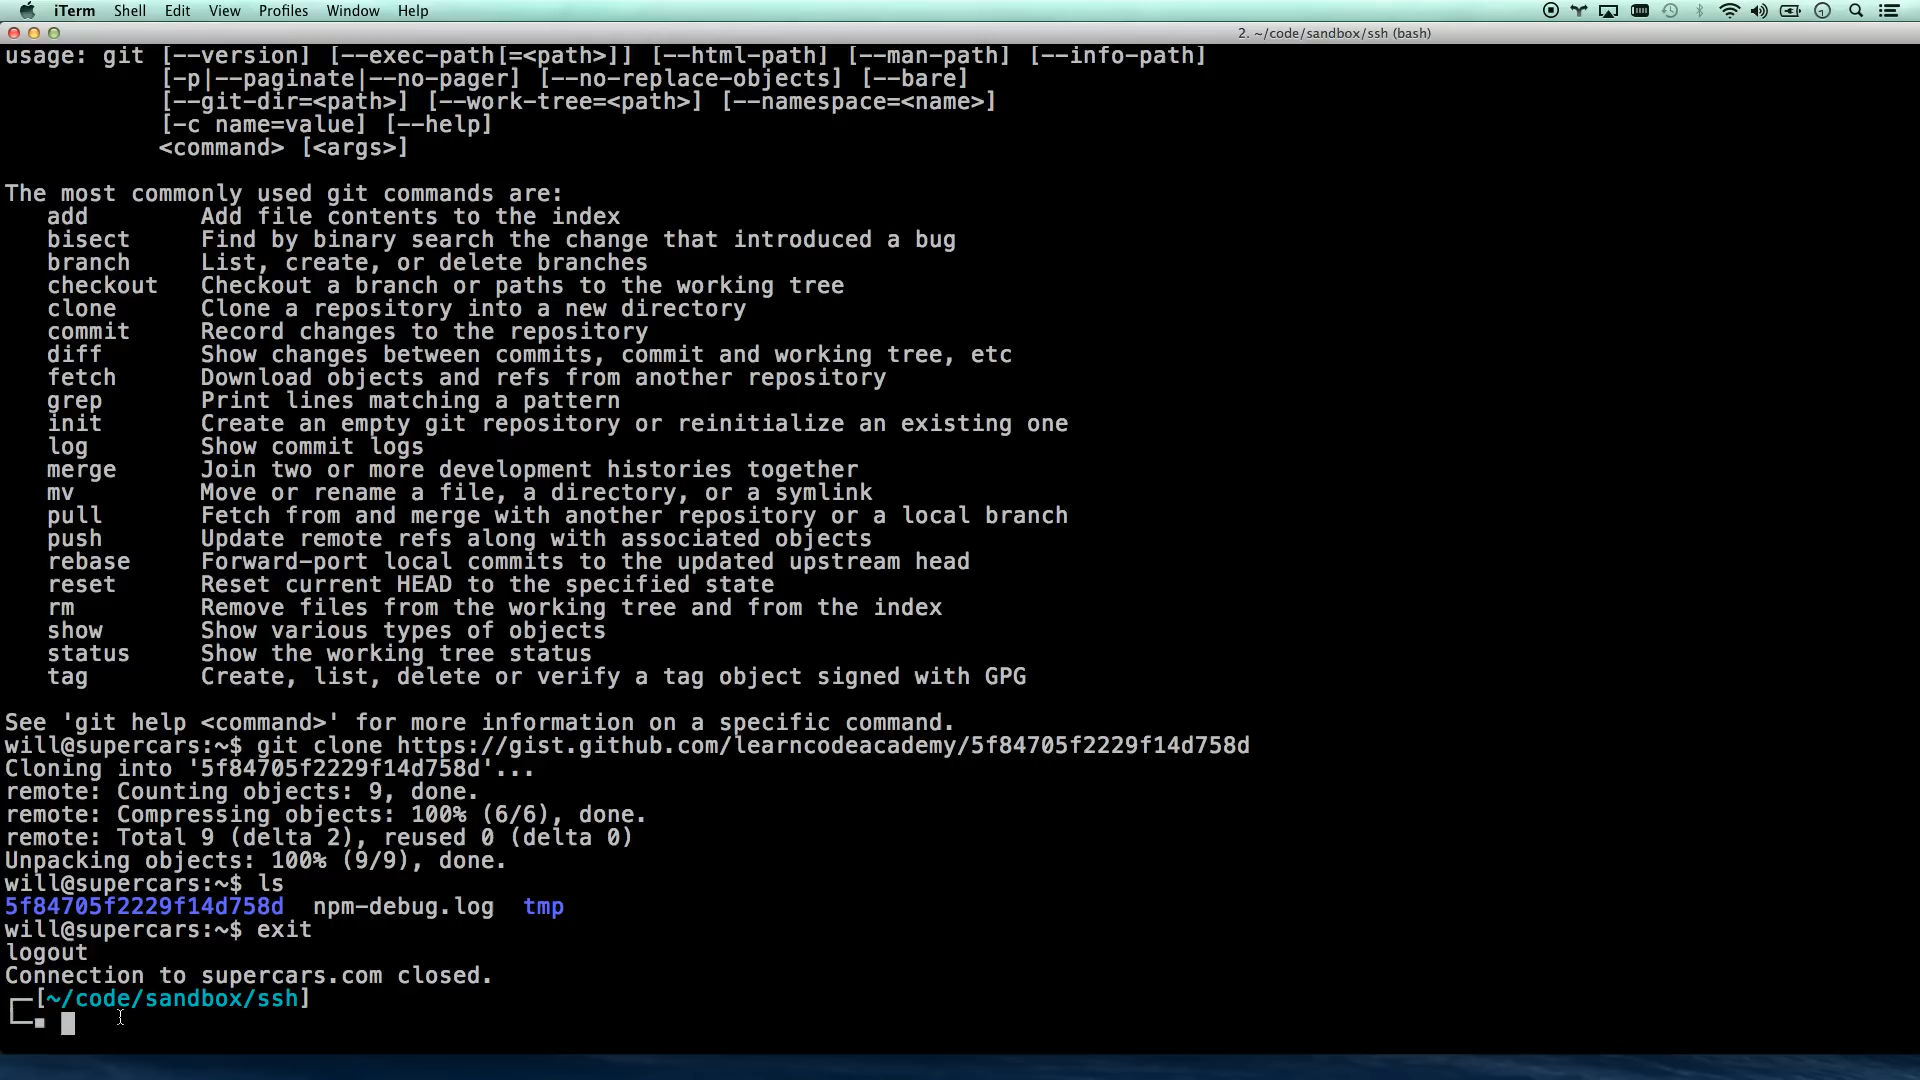 iTerm Shell Edit View Profiles Window Help
2. ~/code/sandbox/ssh (bash)
usage: git [--version] [--exec-path[=<path>]] [--html-path] [--man-path] [--info-path]
           [-p|--paginate|--no-pager] [--no-replace-objects] [--bare]
           [--git-dir=<path>] [--work-tree=<path>] [--namespace=<name>]
           [-c name=value] [--help]
           <command> [<args>]

The most commonly used git commands are:
   add        Add file contents to the index
   bisect     Find by binary search the change that introduced a bug
   branch     List, create, or delete branches
   checkout   Checkout a branch or paths to the working tree
   clone      Clone a repository into a new directory
   commit     Record changes to the repository
   diff       Show changes between commits, commit and working tree, etc
   fetch      Download objects and refs from another repository
   grep       Print lines matching a pattern
   init       Create an empty git repository or reinitialize an existing one
   log        Show commit logs
   merge      Join two or more development histories together
   mv         Move or rename a file, a directory, or a symlink
   pull       Fetch from and merge with another repository or a local branch
   push       Update remote refs along with associated objects
   rebase     Forward-port local commits to the updated upstream head
   reset      Reset current HEAD to the specified state
   rm         Remove files from the working tree and from the index
   show       Show various types of objects
   status     Show the working tree status
   tag        Create, list, delete or verify a tag object signed with GPG

See 'git help <command>' for more information on a specific command.
will@supercars:~$ git clone https://gist.github.com/learncodeacademy/5f84705f2229f14d758d
Cloning into '5f84705f2229f14d758d'...
remote: Counting objects: 9, done.
remote: Compressing objects: 100% (6/6), done.
remote: Total 9 (delta 2), reused 0 (delta 0)
Unpacking objects: 100% (9/9), done.
will@supercars:~$ ls
5f84705f2229f14d758d  npm-debug.log  tmp
will@supercars:~$ exit
logout
Connection to supercars.com closed.
[~/code/sandbox/ssh]